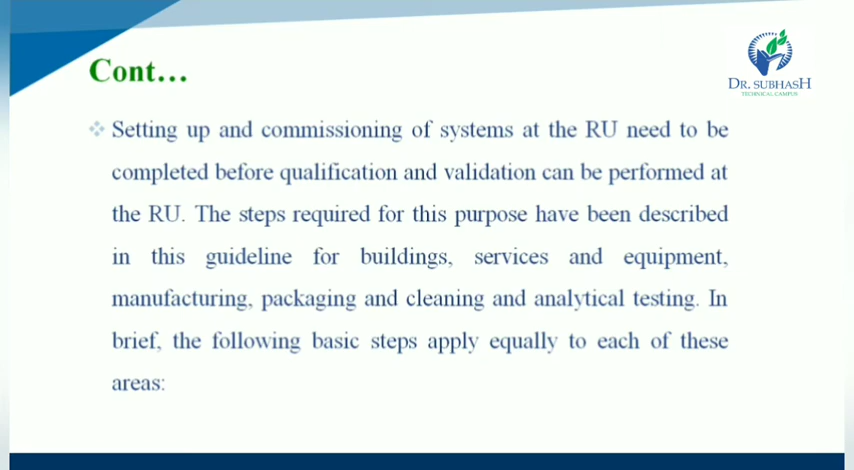 Cont...
Setting up and commissioning of systems at the RU need to be
completed before qualification and validation can be performed at
the RU. The steps required for this purpose have been described
in this guideline for buildings, services and equipment,
manufacturing, packaging and cleaning and analytical testing. In
brief, the following basic steps apply equally to each of these
areas:
DR. SUBHASH
TECHNICAL CAMPUS